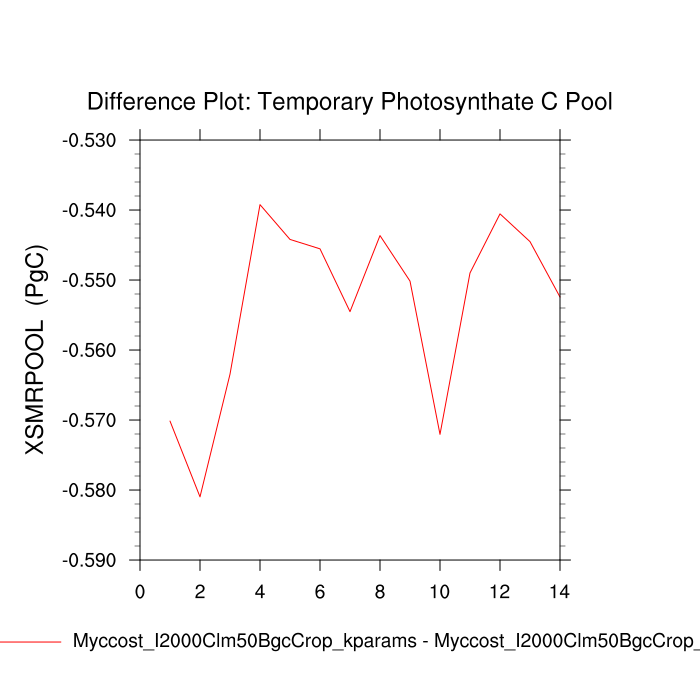 Difference Plot: Temporary Photosynthate C Pool
XSMRPOOL (PgC)
-0.530
-0.540
-0.550
-0.560
-0.570
-0.580
-0.590
0 2 4 6 8 10 12 14
Myccost_I2000Clm50BgcCrop_kparams - Myccost_I2000Clm50BgcCrop_